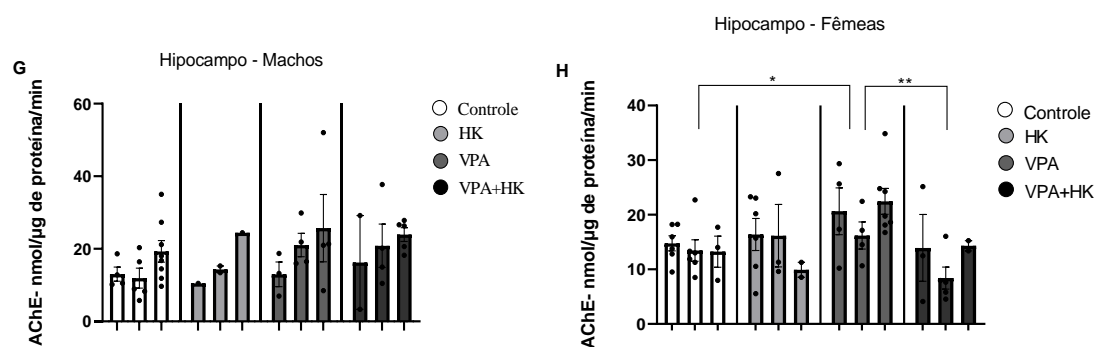 G
Hipocampo - Machos
AChE- nmol/µg de proteína/min
60
40
20
0
Controle
HK
VPA
VPA+HK
H
Hipocampo - Fêmeas
* **
AChE- nmol/µg de proteína/min
40
30
20
10
0
Controle
HK
VPA
VPA+HK